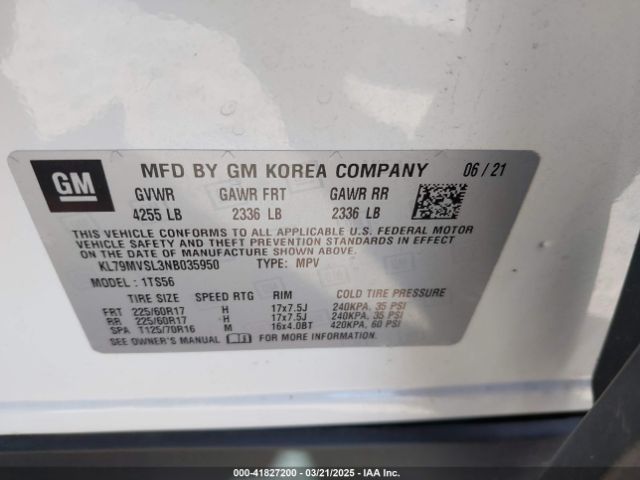 GM
MFD BY GM KOREA COMPANY 06/21
GVWR GAWR FRT GAWR RR
4255 LB 2336 LB 2336 LB
THIS VEHICLE CONFORMS TO ALL APPLICABLE U.S. FEDERAL MOTOR
VEHICLE SAFETY AND THEFT PREVENTION STANDARDS IN EFFECT ON
THE DATE OF MANUFACTURE SHOWN ABOVE.
KL79MVSL3NB035950 TYPE: MPV
MODEL: 1TS56
TIRE SIZE SPEED RTG RIM COLD TIRE PRESSURE
FRT 225/60R17 H 17x7.5J 240KPA, 35 PSI
RR 225/60R17 H 17x7.5J 240KPA, 35 PSI
SPA T125/70R16 M 16x4.0BT 420KPA, 60 PSI
SEE OWNER'S MANUAL FOR MORE INFORMATION.
000-41827200 - 03/21/2025 - IAA Inc.